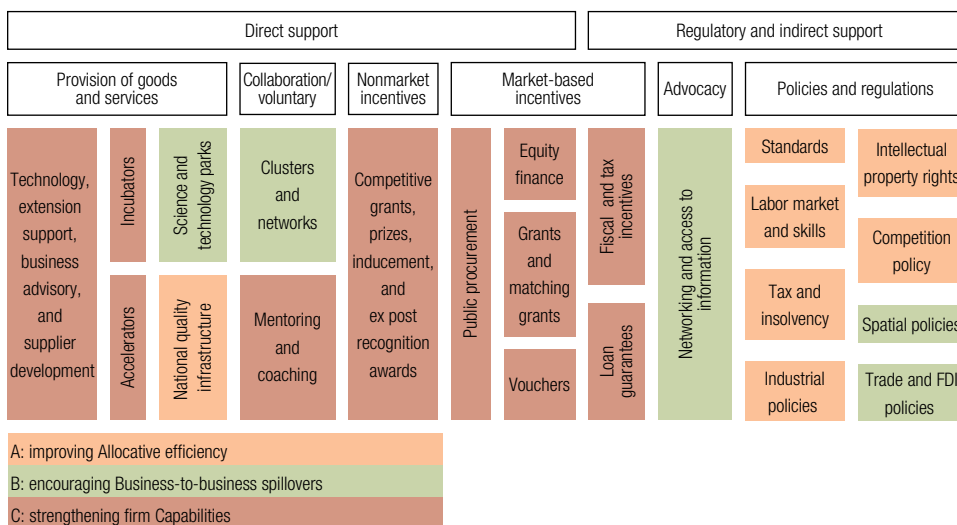 Direct support
Regulatory and indirect support
Provision of goods
and services
Collaboration/
voluntary
Nonmarket
incentives
Market-based
incentives
Advocacy
Policies and regulations
Technology,
extension
support,
business
advisory,
and
supplier
development
Incubators
Accelerators
Science and
technology parks
National quality
infrastructure
Clusters
and
networks
Mentoring
and
coaching
Competitive
grants,
prizes,
inducement,
and
ex post
recognition
awards
Public procurement
Equity
finance
Grants
and
matching
grants
Vouchers
Fiscal and tax
incentives
Loan
guarantees
Networking and access to
information
Standards
Labor market
and skills
Tax and
insolvency
Industrial
policies
Intellectual
property rights
Competition
policy
Spatial policies
Trade and FDI
policies
A: improving Allocative efficiency
B: encouraging Business-to-business spillovers
C: strengthening firm Capabilities